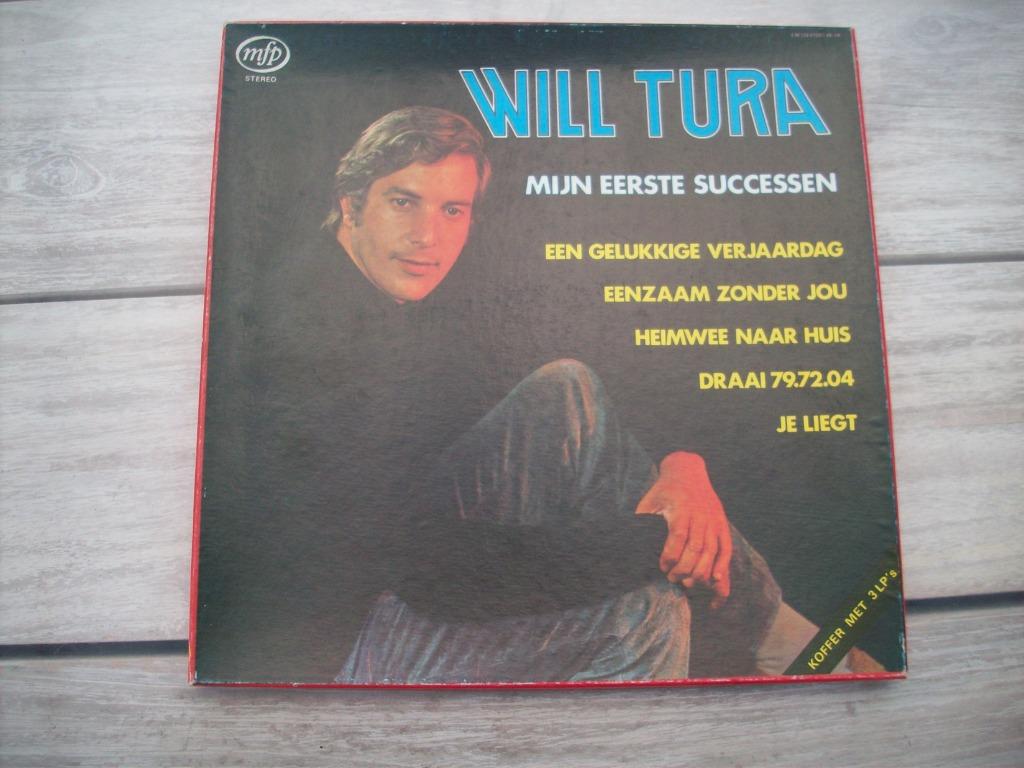 mfp
STEREO
WILL TURA
MIJN EERSTE SUCCESSEN
EEN GELUKKIGE VERJAARDAG
EENZAAM ZONDER JOU
HEIMWEE NAAR HUIS
DRAAI 79.72.04
JE LIEGT
KOFFER MET 3 LP's